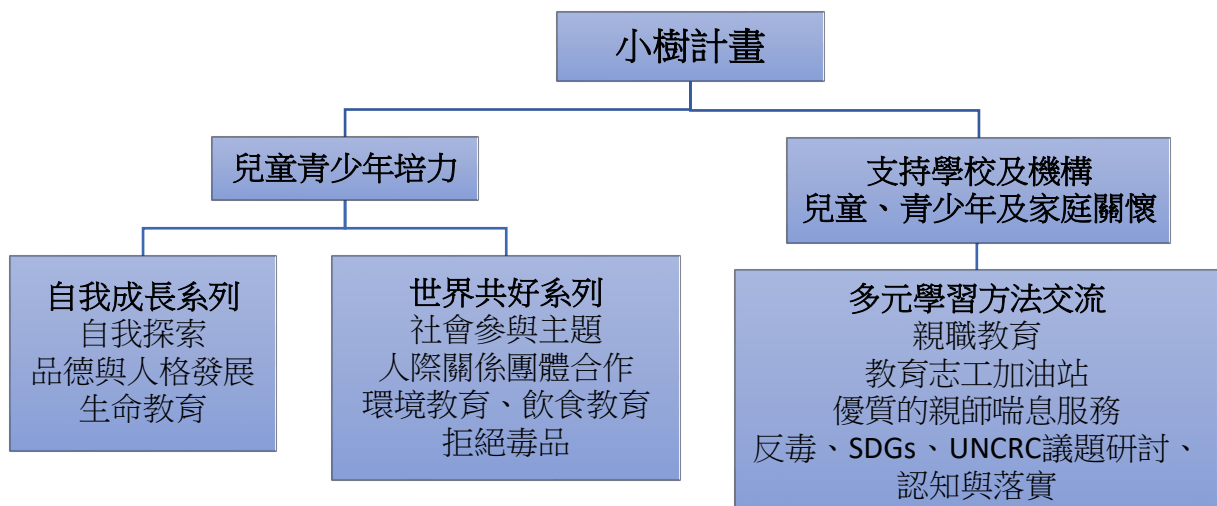 小樹計畫
兒童青少年培力
支持學校及機構
兒童、青少年及家庭關懷
自我成長系列
自我探索
品德與人格發展
生命教育
世界共好系列
社會參與主題
人際關係團體合作
環境教育、飲食教育
拒絕毒品
多元學習方法交流
親職教育
教育志工加油站
優質的親師喘息服務
反毒、SDGs、UNCRC議題研討、
認知與落實